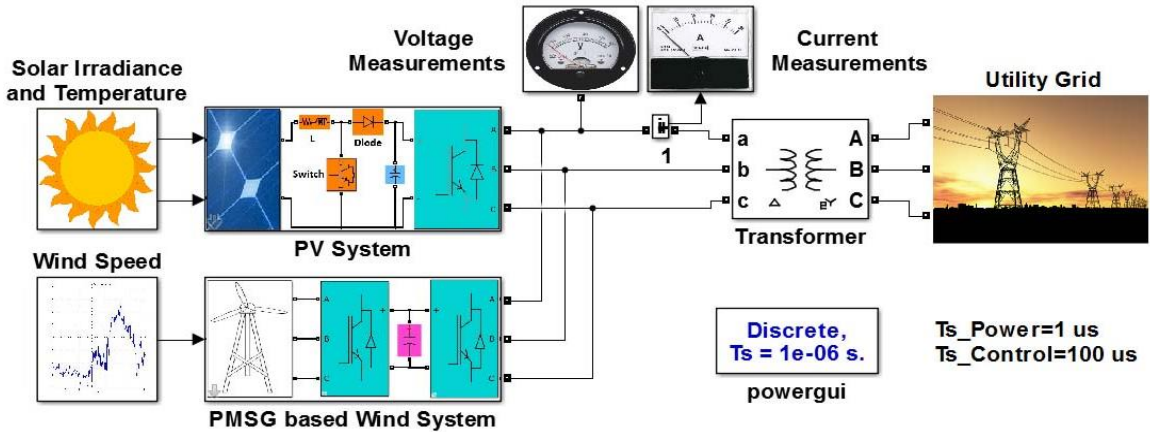 Voltage
Measurements
V
A
Current
Measurements
Solar Irradiance
and Temperature
Utility Grid
L
Diode
Switch
A
B
C
PV System
i
1
a
b
c
A
B
C
Δ
Transformer
Wind Speed
A
B
C
+
+
A
B
C
PMSG based Wind System
Discrete,
Ts = 1e-06 s.
powergui
Ts_Power=1 us
Ts_Control=100 us